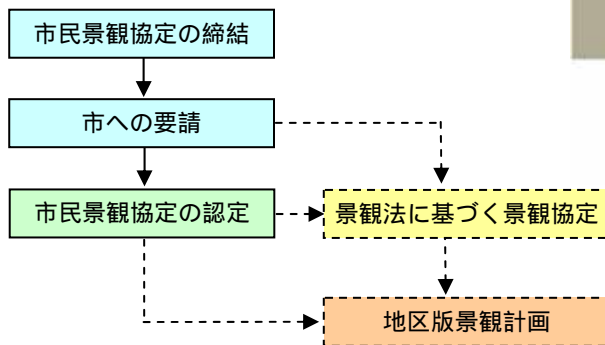 市民景観協定の締結
市への要請
市民景観協定の認定
景観法に基づく景観協定
地区版景観計画